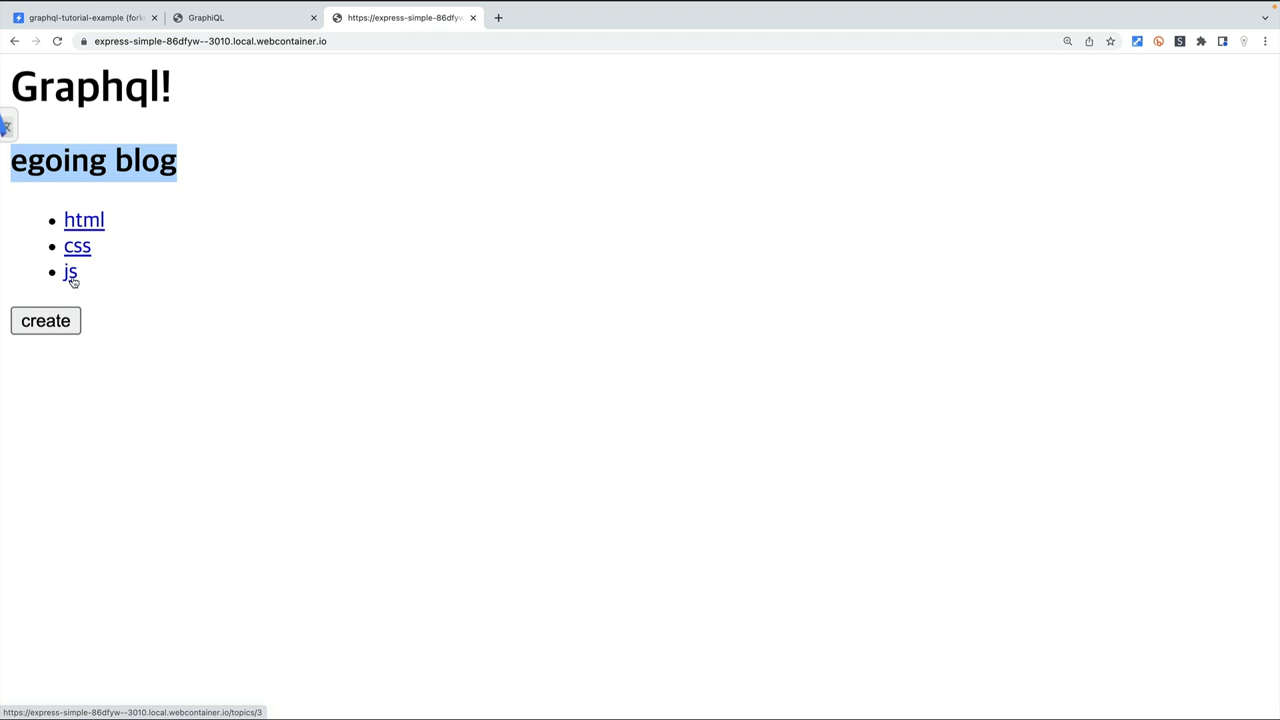 graphql-tutorial-example (fork
GraphiQL
https://express-simple-86dfyw
express-simple-86dfyw--3010.local.webcontainer.io
Graphql!
egoing blog
html
css
js
create
https://express-simple-86dfyw--3010.local.webcontainer.io/topics/3